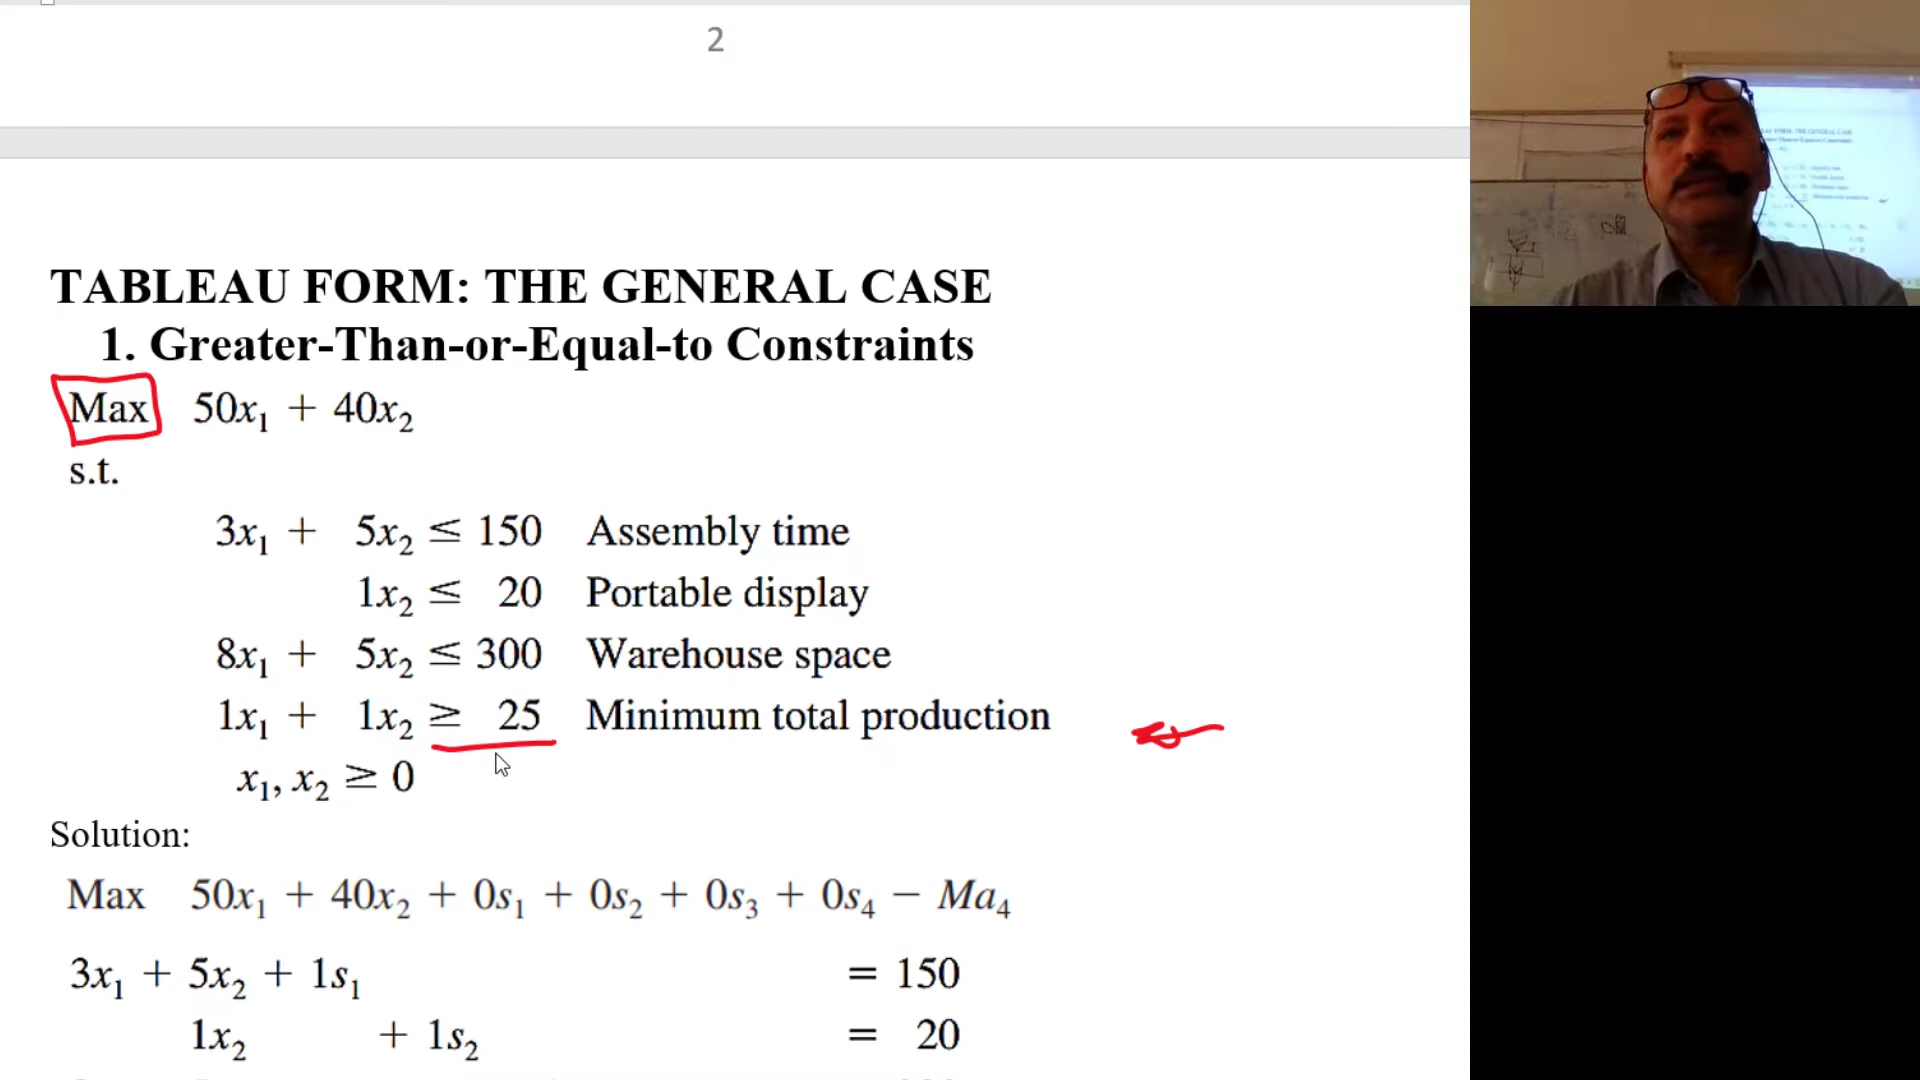 2
TABLEAU FORM: THE GENERAL CASE
1. Greater-Than-or-Equal-to Constraints
Max 50x₁ + 40x₂
s.t.
3x₁ + 5x₂ ≤ 150 Assembly time
1x₂ ≤ 20 Portable display
8x₁ + 5x₂ ≤ 300 Warehouse space
1x₁ + 1x₂ ≥ 25 Minimum total production
x₁, x₂ ≥ 0
Solution:
Max 50x₁ + 40x₂ + 0s₁ + 0s₂ + 0s₃ + 0s₄ − Ma₄
3x₁ + 5x₂ + 1s₁ = 150
1x₂ + 1s₂ = 20